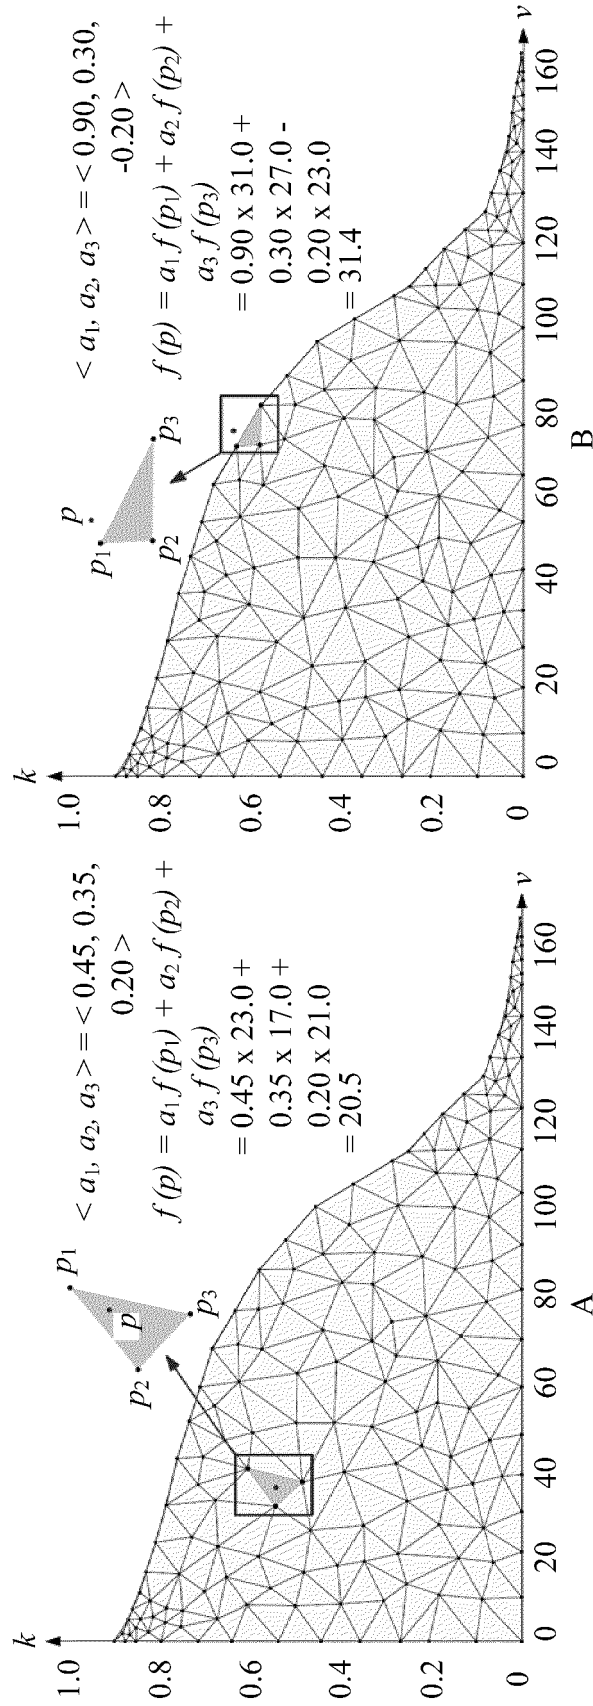 k
1.0
0.8
0.6
0.4
0.2
0
0
20
40
60
80
100
120
140
160
v
p1
p2
p
p3
< a1, a2, a3 > = < 0.45, 0.35,
0.20 >
f (p) = a1 f (p1) + a2 f (p2) +
a3 f (p3)
= 0.45 x 23.0 +
0.35 x 17.0 +
0.20 x 21.0
= 20.5
A
k
1.0
0.8
0.6
0.4
0.2
0
0
20
40
60
80
100
120
140
160
v
p
p1
p2
p3
< a1, a2, a3 > = < 0.90, 0.30,
-0.20 >
f (p) = a1 f (p1) + a2 f (p2) +
a3 f (p3)
= 0.90 x 31.0 +
0.30 x 27.0 -
0.20 x 23.0
= 31.4
B